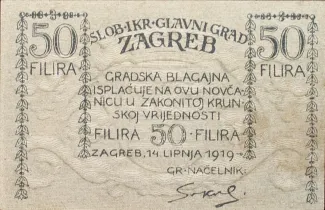 SLOB. I KR. GLAVNI GRAD
ZAGREB
50
FILIRA
50
FILIRA
GRADSKA BLAGAJNA
ISPLAĆUJE NA OVU NOVČA-
NICU U ZAKONITOJ KRUN-
SKOJ VRIJEDNOSTI
FILIRA 50 FILIRA
ZAGREB, 14. LIPNJA 1919
GR. NAČELNIK: